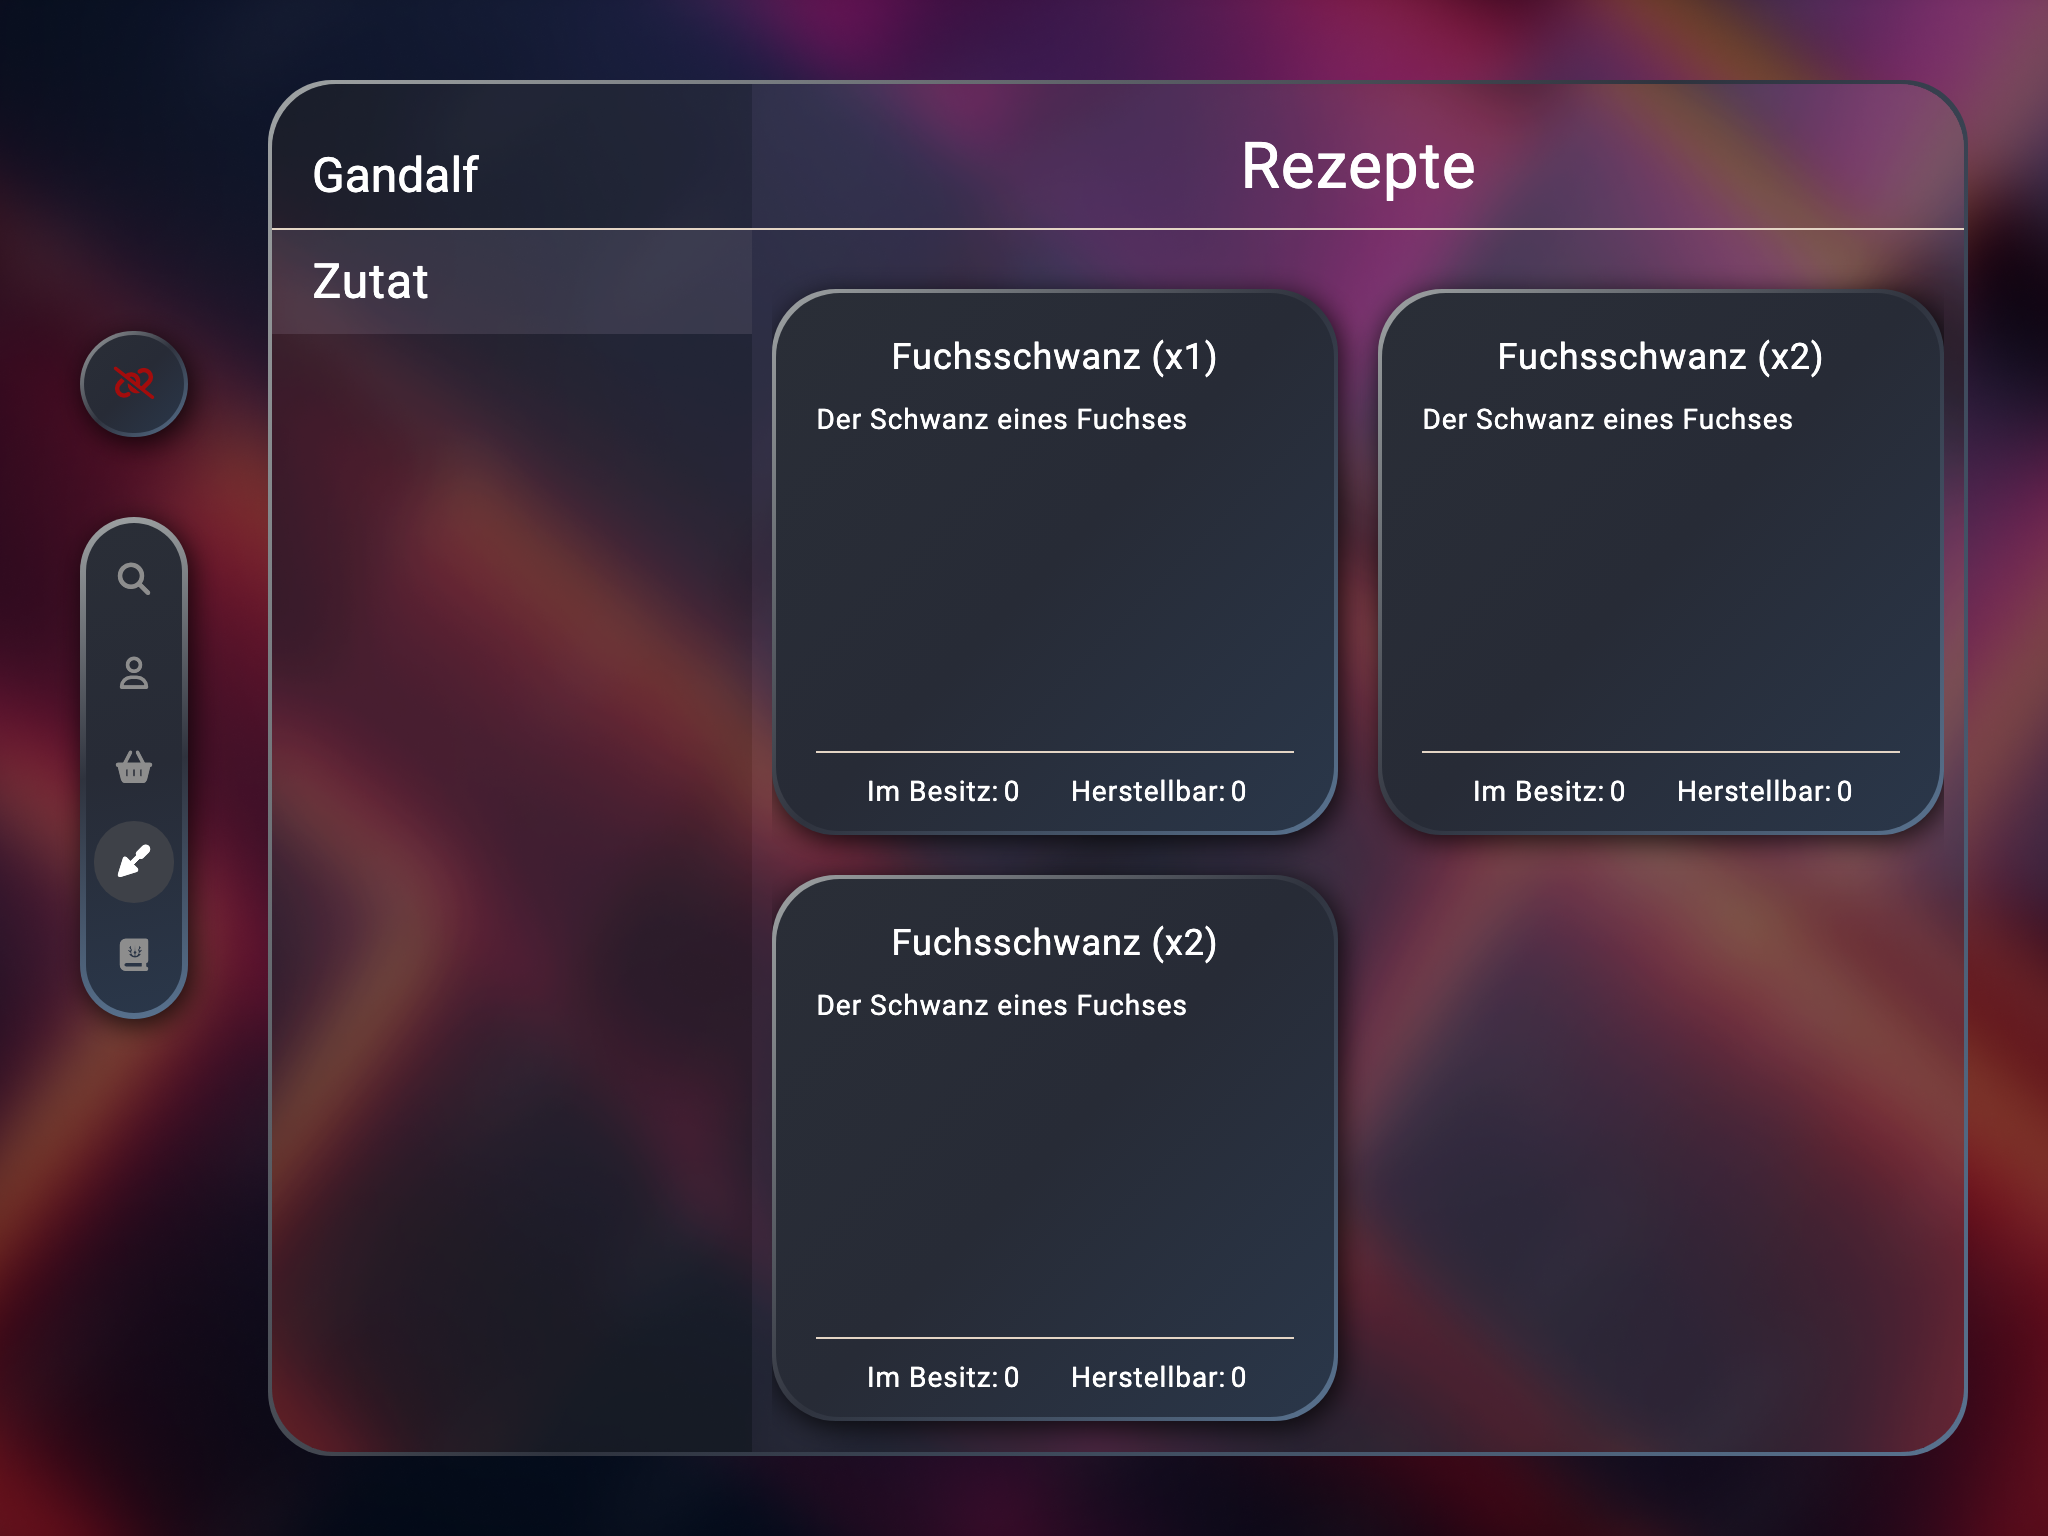 Gandalf
Rezepte
Zutat
Fuchsschwanz (x1)
Der Schwanz eines Fuchses
Im Besitz: 0 Herstellbar: 0
Fuchsschwanz (x2)
Der Schwanz eines Fuchses
Im Besitz: 0 Herstellbar: 0
Fuchsschwanz (x2)
Der Schwanz eines Fuchses
Im Besitz: 0 Herstellbar: 0